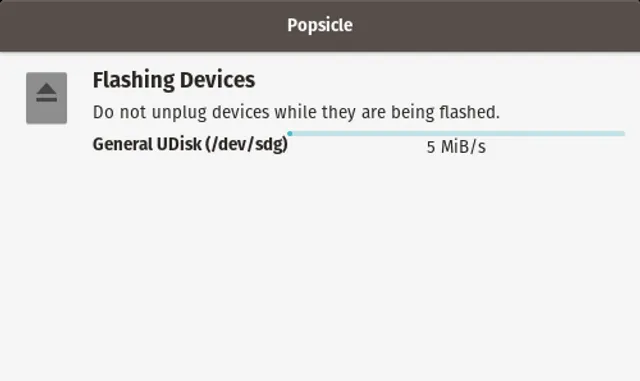 Popsicle
Flashing Devices
Do not unplug devices while they are being flashed.
General UDisk (/dev/sdg)
5 MiB/s